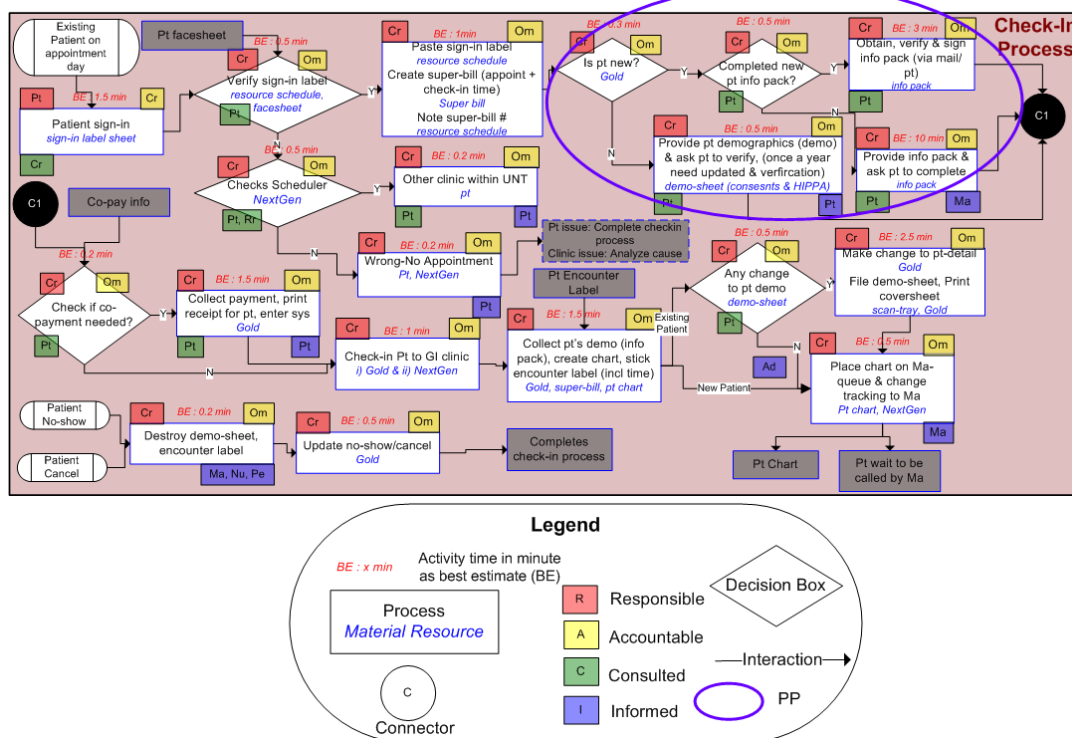 Check-In
Process
Existing
Patient on
appointment
day
Pt facesheet
BE : 1.5 min
Pt
Cr
Patient sign-in
sign-in label sheet
Cr
BE : 0.5 min
Cr
Om
Verify sign-in label
resource schedule,
facesheet
Pt
Y
N
BE : 1min
Cr
Om
Paste sign-in label
resource schedule
Create super-bill (appoint +
check-in time)
Super bill
Note super-bill #
resource schedule
BE : 0.3 min
Cr
Om
Is pt new?
Gold
Y
N
BE : 0.5 min
Cr
Om
Completed new
pt info pack?
Pt
Y
N
BE : 3 min
Cr
Om
Obtain, verify & sign
info pack (via mail/
pt)
info pack
Pt
C1
BE : 0.5 min
Cr
Om
Provide pt demographics (demo)
& ask pt to verify, (once a year
need updated & verfircation)
demo-sheet (consesnts & HIPPA)
Pt
Pt
BE : 10 min
Cr
Om
Provide info pack &
ask pt to complete
info pack
Pt
Ma
BE : 0.5 min
Cr
Om
Checks Scheduler
NextGen
Pt, Rr
Y
N
BE : 0.2 min
Cr
Om
Other clinic within UNT
pt
Pt
Pt
BE : 0.2 min
Cr
Om
Wrong-No Appointment
Pt, NextGen
Pt
Pt issue: Complete checkin
process
Clinic issue: Analyze cause
C1
Co-pay info
BE : 0.2 min
Cr
Om
Check if co-
payment needed?
Pt
Y
N
BE : 1.5 min
Cr
Om
Collect payment, print
receipt for pt, enter sys
Gold
Pt
Pt
BE : 1 min
Cr
Om
Check-in Pt to GI clinic
i) Gold & ii) NextGen
Pt Encounter
Label
BE : 1.5 min
Cr
Om
Collect pt's demo (info
pack), create chart, stick
encounter label (incl time)
Gold, super-bill, pt chart
Existing
Patient
New Patient
BE : 0.5 min
Cr
Om
Any change
to pt demo
demo-sheet
Pt
Ad
Y
N
BE : 2.5 min
Cr
Om
Make change to pt-detail
Gold
File demo-sheet, Print
coversheet
scan-tray, Gold
BE : 0.5 min
Cr
Om
Place chart on Ma-
queue & change
tracking to Ma
Pt chart, NextGen
Ma
Pt Chart
Pt wait to be
called by Ma
Patient
No-show
Patient
Cancel
BE : 0.2 min
Cr
Om
Destroy demo-sheet,
encounter label
Ma, Nu, Pe
BE : 0.5 min
Cr
Om
Update no-show/cancel
Gold
Completes
check-in process
Legend
BE : x min
Activity time in minute
as best estimate (BE)
Process
Material Resource
C
Connector
R
Responsible
A
Accountable
C
Consulted
I
Informed
Decision Box
Interaction
PP